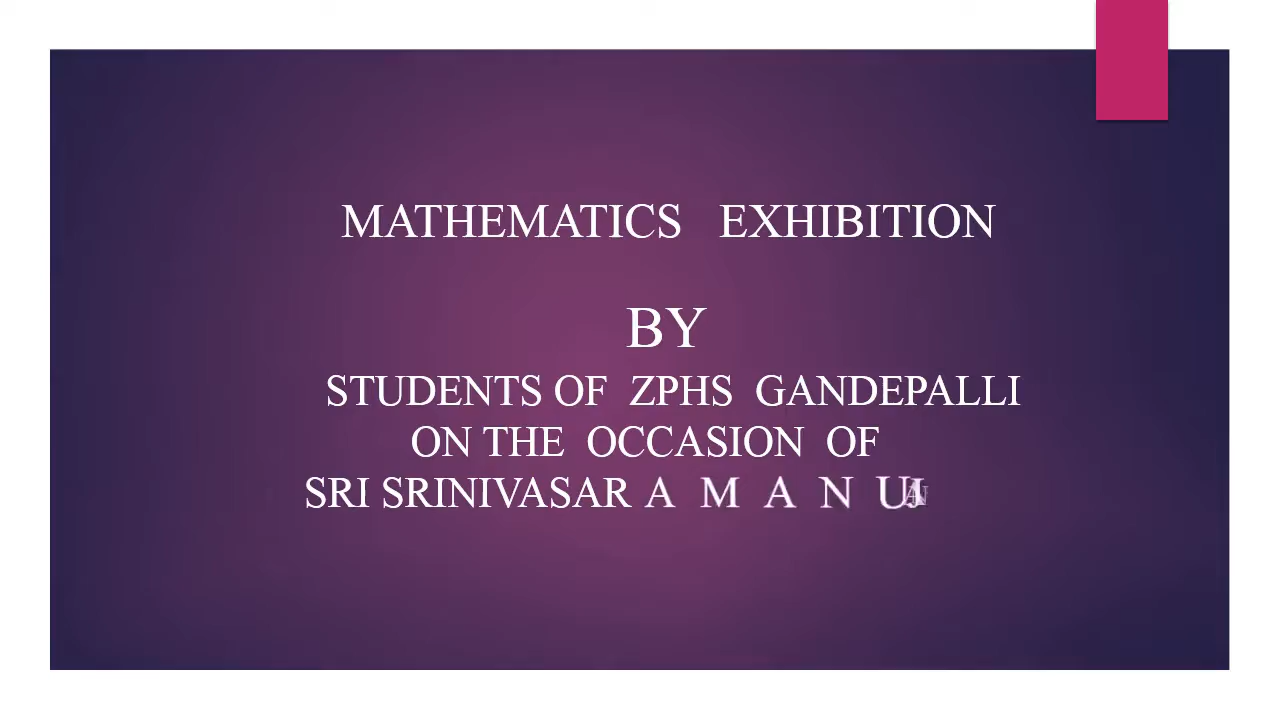 MATHEMATICS EXHIBITION
BY
STUDENTS OF ZPHS GANDEPALLI
ON THE OCCASION OF
SRI SRINIVASAR A M A N U J